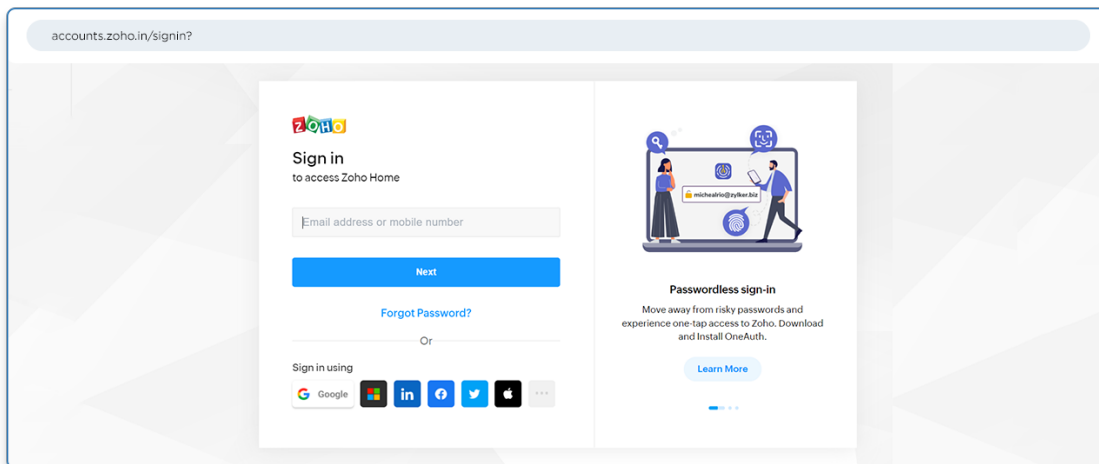 accounts.zoho.in/signin?
ZOHO
Sign in
to access Zoho Home
Email address or mobile number
Next
Forgot Password?
Or
Sign in using
Google
in
michealrio@zylker.biz
Passwordless sign-in
Move away from risky passwords and
experience one-tap access to Zoho. Download
and Install OneAuth.
Learn More